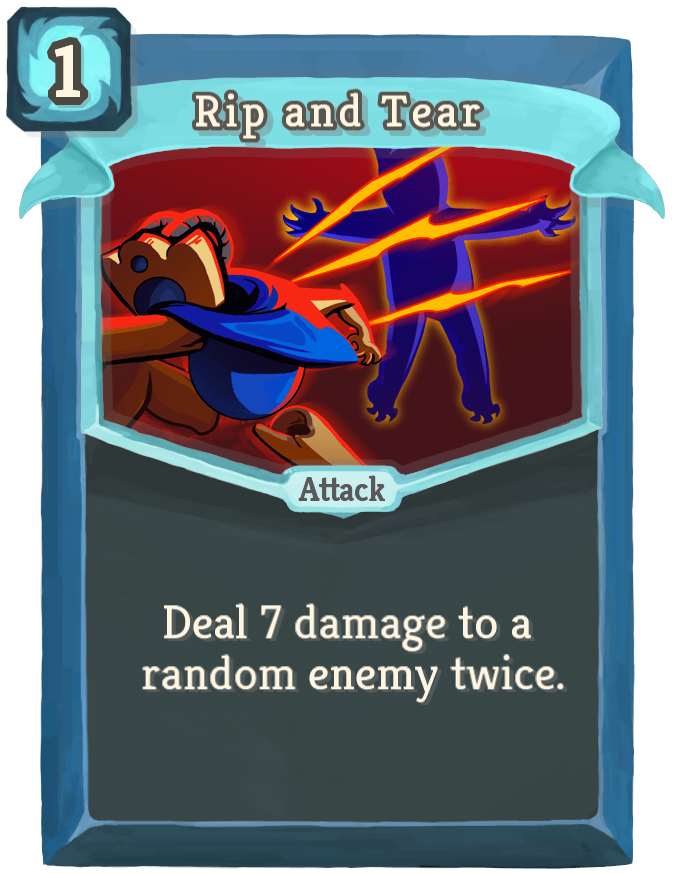 1
Rip and Tear
Attack
Deal 7 damage to a
random enemy twice.